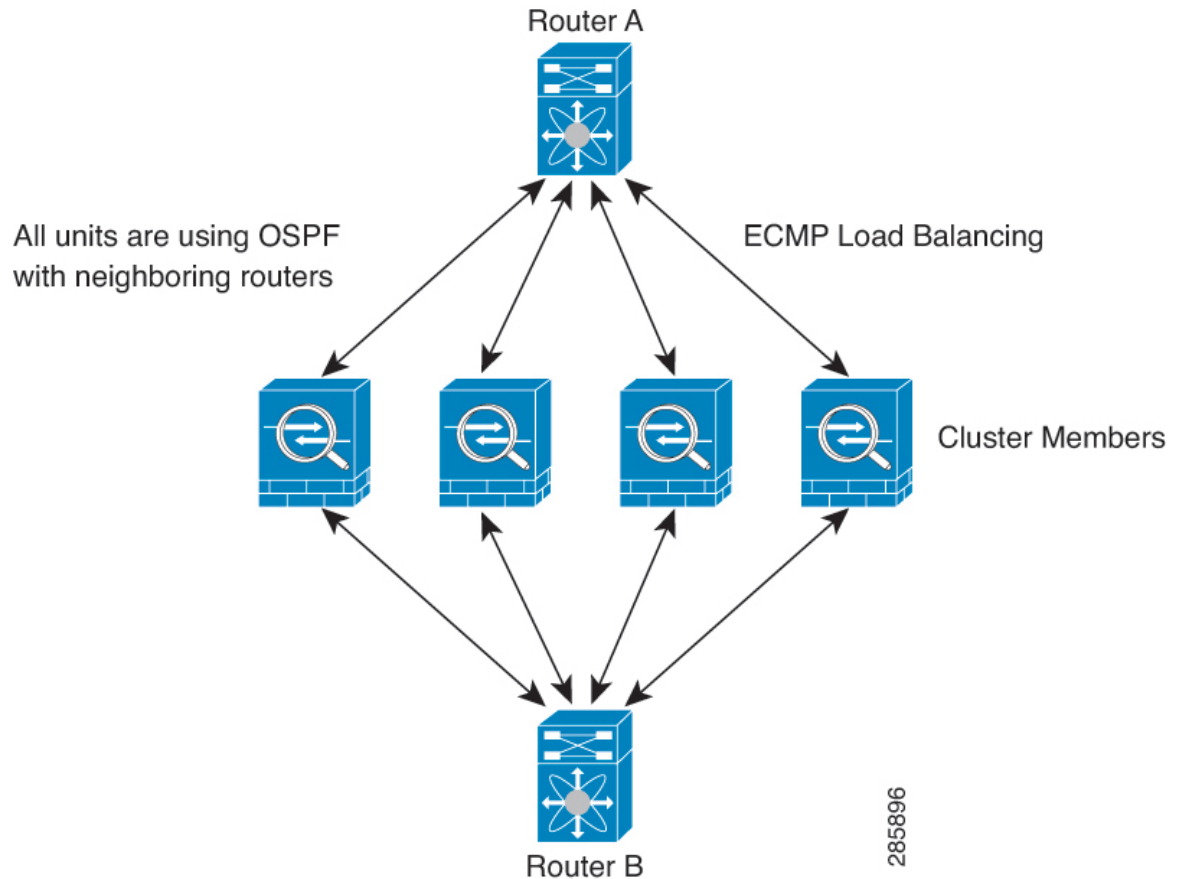 Router A
All units are using OSPF
with neighboring routers
ECMP Load Balancing
Cluster Members
Router B
285896